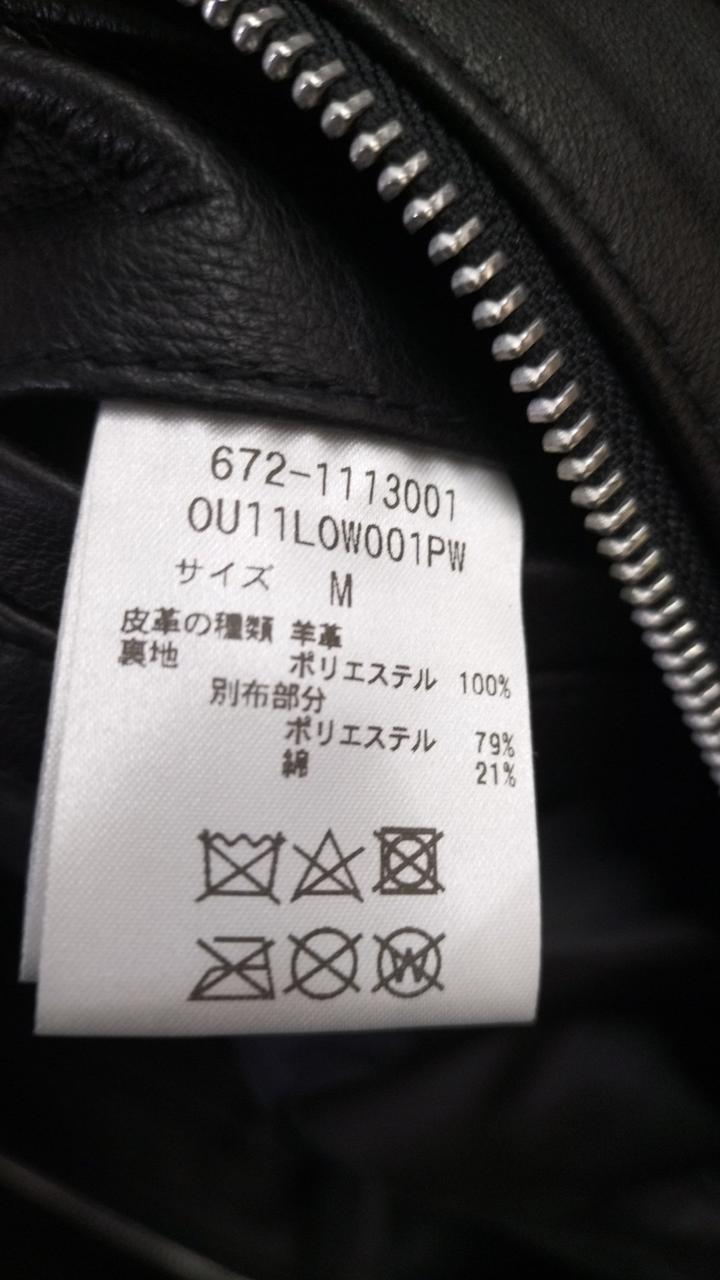 672-1113001
OU11LOW001PW
サイズ M
皮革の種類 羊革
裏地 ポリエステル 100%
別布部分
ポリエステル 79%
綿 21%
W